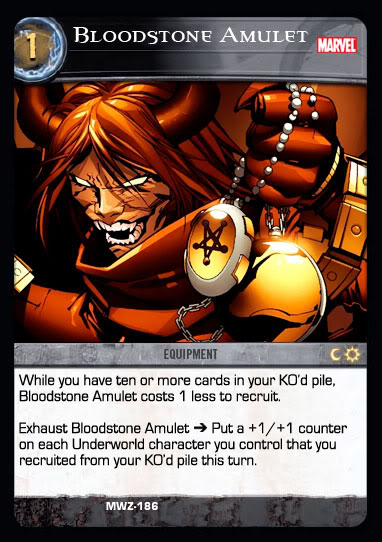 1
BLOODSTONE AMULET
MARVEL
EQUIPMENT
While you have ten or more cards in your KO'd pile,
Bloodstone Amulet costs 1 less to recruit.
Exhaust Bloodstone Amulet ➔ Put a +1/+1 counter
on each Underworld character you control that you
recruited from your KO'd pile this turn.
MWZ-186